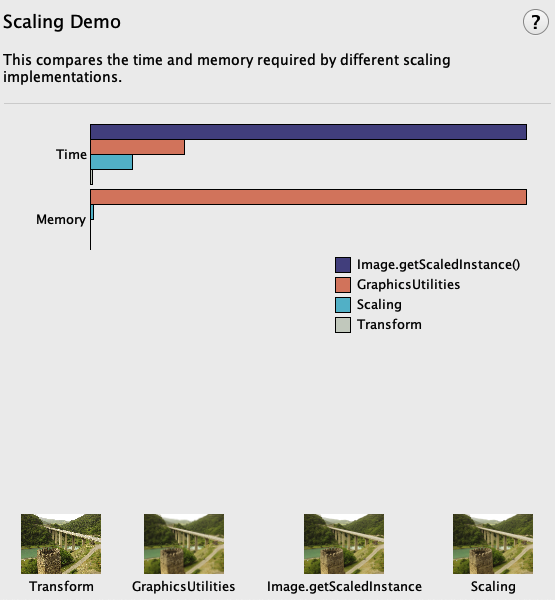 Scaling Demo
?
This compares the time and memory required by different scaling
implementations.
Time
Memory
Image.getScaledInstance()
GraphicsUtilities
Scaling
Transform
Transform
GraphicsUtilities
Image.getScaledInstance
Scaling